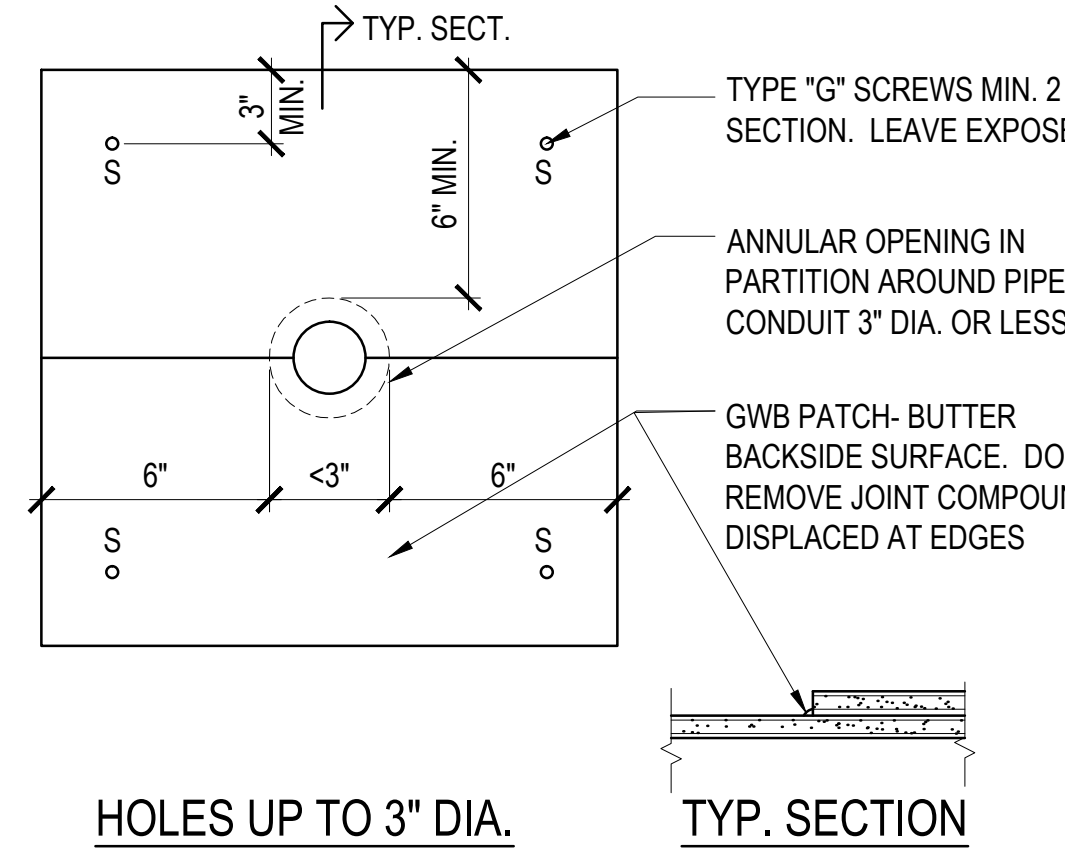 TYP. SECT.
3" MIN.
6" MIN.
S
S
TYPE "G" SCREWS MIN. 2
SECTION. LEAVE EXPOSE
ANNULAR OPENING IN
PARTITION AROUND PIPE
CONDUIT 3" DIA. OR LESS
GWB PATCH- BUTTER
BACKSIDE SURFACE. DO
REMOVE JOINT COMPOUN
DISPLACED AT EDGES
6"
<3"
6"
S
S
HOLES UP TO 3" DIA.
TYP. SECTION